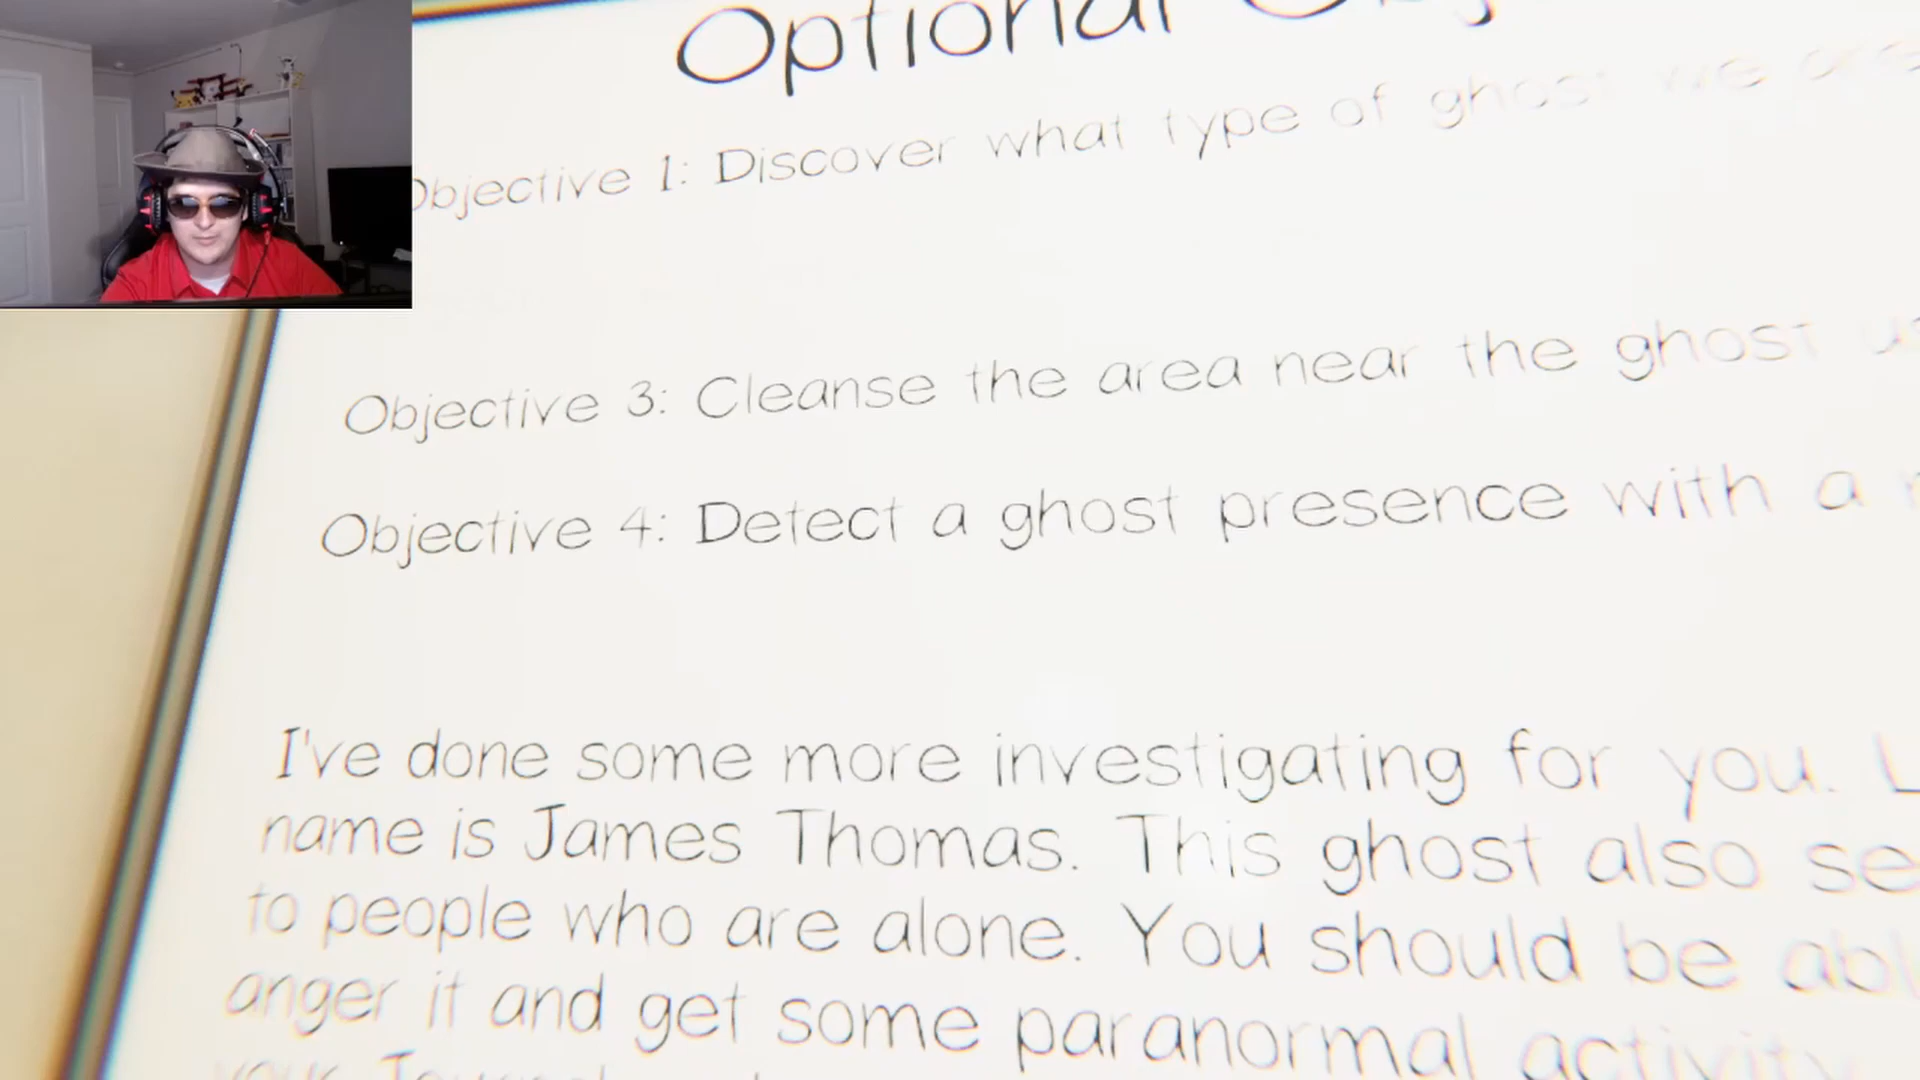 Optional
Objective 1: Discover what type of ghost we are
Objective 3: Cleanse the area near the ghost
Objective 4: Detect a ghost presence with a
I've done some more investigating for you.
name is James Thomas. This ghost also
to people who are alone. You should be
anger it and get some paranormal activity
your